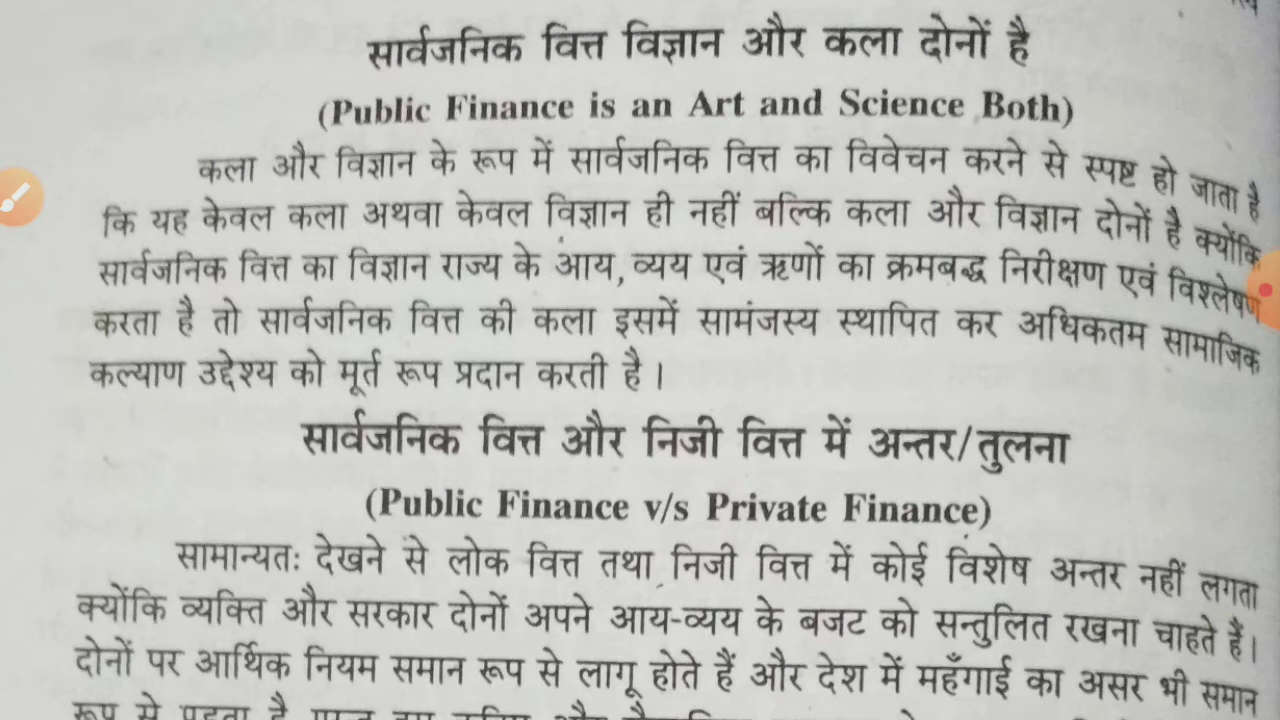 सार्वजनिक वित्त विज्ञान और कला दोनों है
(Public Finance is an Art and Science Both)
कला और विज्ञान के रूप में सार्वजनिक वित्त का विवेचन करने से स्पष्ट हो जाता है
कि यह केवल कला अथवा केवल विज्ञान ही नहीं बल्कि कला और विज्ञान दोनों है क्योंकि
सार्वजनिक वित्त का विज्ञान राज्य के आय, व्यय एवं ऋणों का क्रमबद्ध निरीक्षण एवं विश्लेषण
करता है तो सार्वजनिक वित्त की कला इसमें सामंजस्य स्थापित कर अधिकतम सामाजिक
कल्याण उद्देश्य को मूर्त रूप प्रदान करती है।
सार्वजनिक वित्त और निजी वित्त में अन्तर/तुलना
(Public Finance v/s Private Finance)
सामान्यतः देखने से लोक वित्त तथा निजी वित्त में कोई विशेष अन्तर नहीं लगता
क्योंकि व्यक्ति और सरकार दोनों अपने आय-व्यय के बजट को सन्तुलित रखना चाहते हैं।
दोनों पर आर्थिक नियम समान रूप से लागू होते हैं और देश में महँगाई का असर भी समान
रूप से पड़ता है